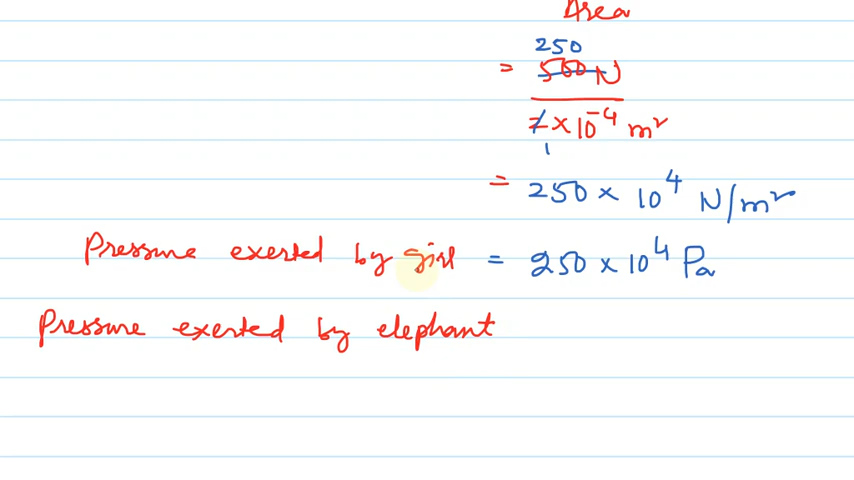 Area
250
= 500 N
2 × 10⁻⁴ m²
1
= 250 × 10⁴ N/m²
Pressure exerted by girl = 250 × 10⁴ Pa
Pressure exerted by elephant